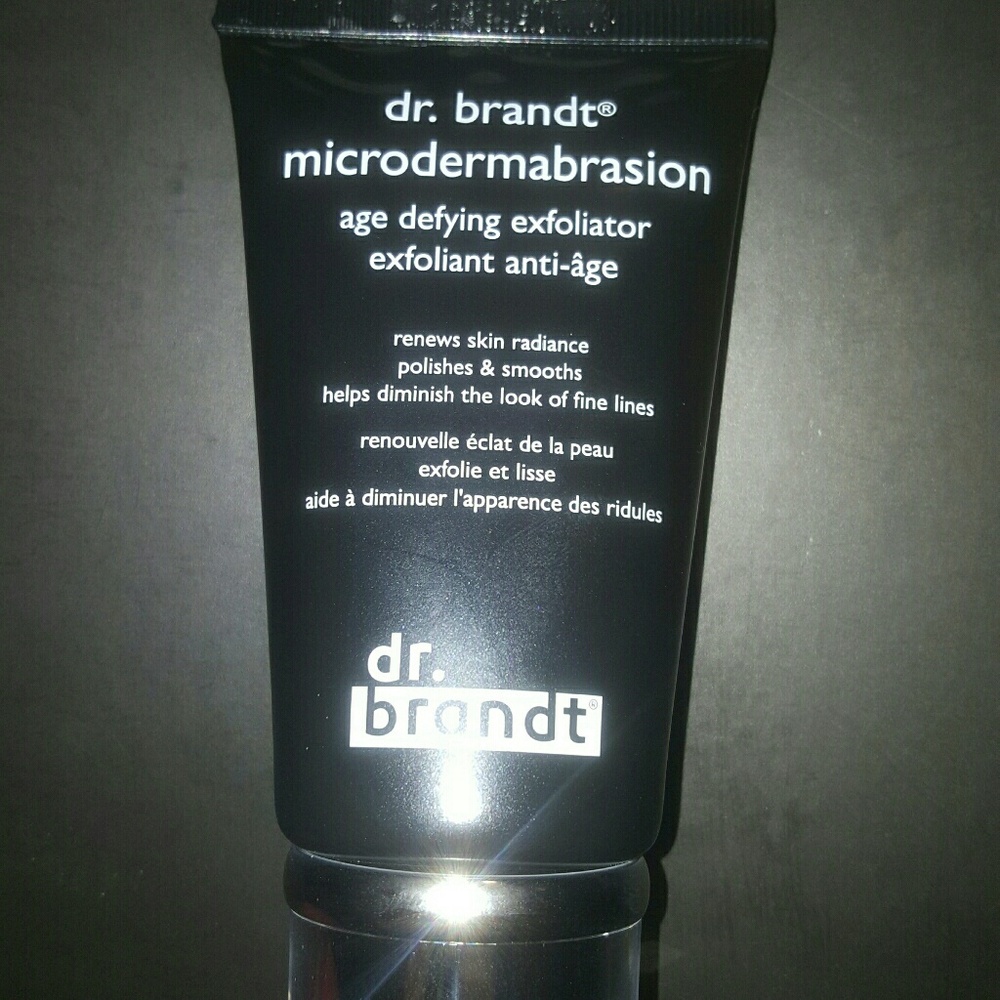 dr. brandt®
microdermabrasion
age defying exfoliator
exfoliant anti-âge
renews skin radiance
polishes & smooths
helps diminish the look of fine lines
renouvelle éclat de la peau
exfolie et lisse
aide à diminuer l'apparence des ridules
dr.
brandt®